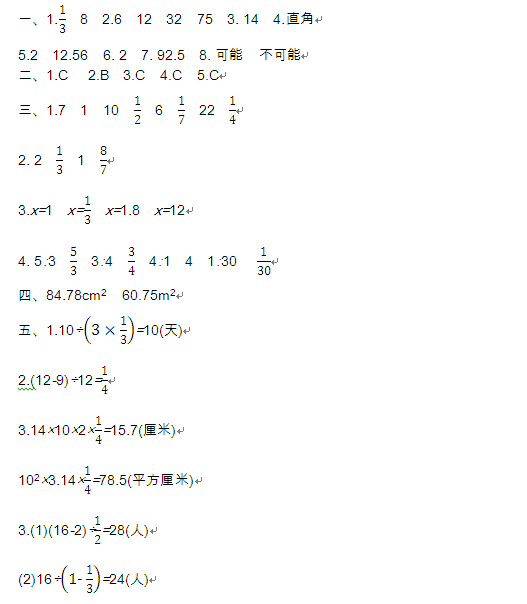 一、1.1/3 8 2.6 12 32 75 3. 14 4.直角↵
5.2 12.56 6. 2 7. 92.5 8. 可能 不可能↵
二、1.C 2.B 3.C 4.C 5.C↵
三、1.7 1 10 1/2 6 1/7 22 1/4↵
2. 2 1/3 1 8/7↵
3.x=1 x=1/3 x=1.8 x=12↵
4. 5:3 5/3 3:4 3/4 4:1 4 1:30 1/30↵
四、84.78cm² 60.75m²↵
五、1.10÷(3×1/3)=10(天)↵
2.(12-9)÷12=1/4↵
3.14×10×2×1/4=15.7(厘米)↵
10²×3.14×1/4=78.5(平方厘米)↵
3.(1)(16-2)÷1/2=28(人)↵
(2)16÷(1-1/3)=24(人)↵